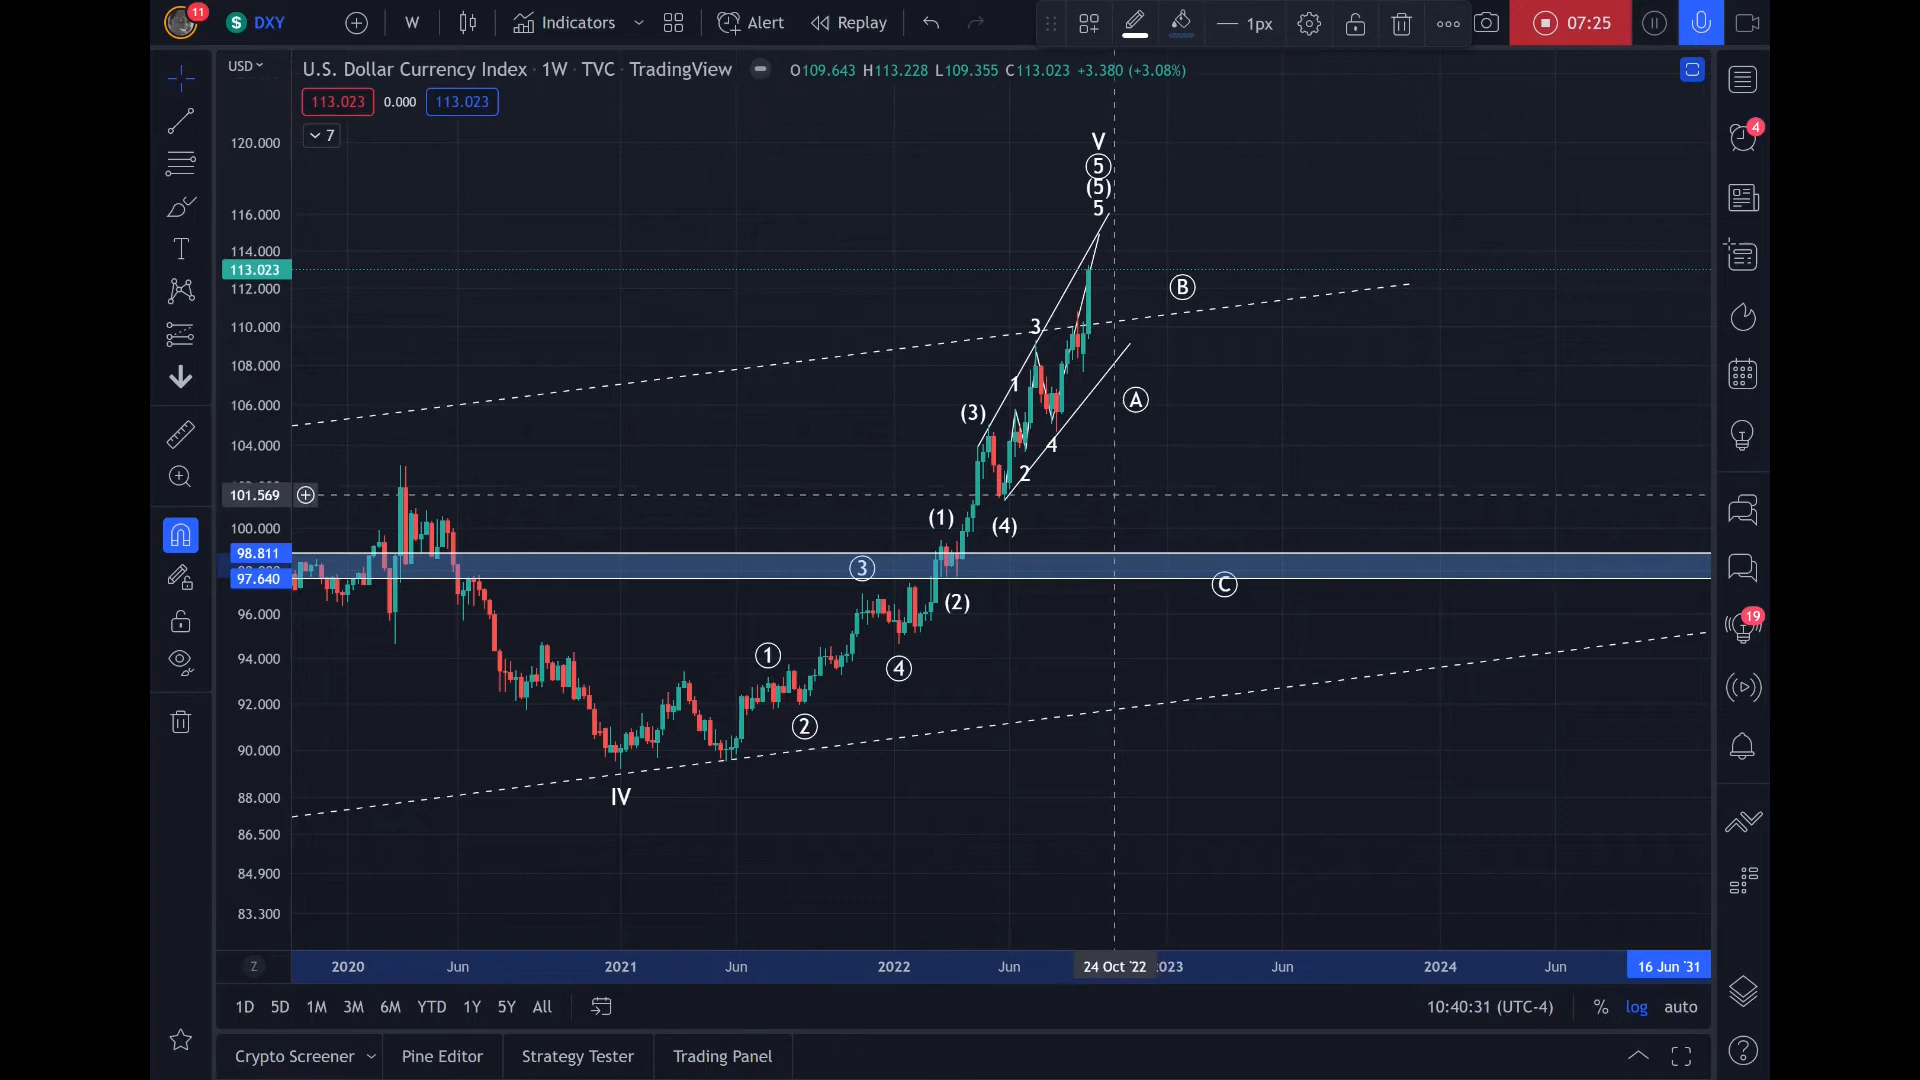 11
$ DXY
W
Indicators
Alert
Replay
1px
07:25
USD
U.S. Dollar Currency Index · 1W · TVC · TradingView
O109.643 H113.228 L109.355 C113.023 +3.380 (+3.08%)
113.023 0.000 113.023
7
4
19
120.000
116.000
114.000
113.023
112.000
110.000
108.000
106.000
104.000
101.569
100.000
98.811
97.640
96.000
94.000
92.000
90.000
88.000
86.500
84.900
83.300
V
5
(5)
5
B
3
1
A
(3)
4
2
(1)
(4)
3
C
(2)
1
4
2
IV
Z
2020 Jun 2021 Jun 2022 Jun 24 Oct '22 2023 Jun 2024 Jun 16 Jun '31
1D 5D 1M 3M 6M YTD 1Y 5Y All
10:40:31 (UTC-4) % log auto
Crypto Screener Pine Editor Strategy Tester Trading Panel